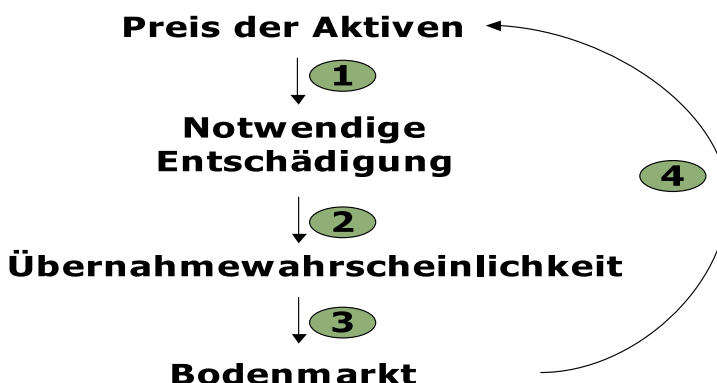 Preis der Aktiven
1
Notwendige
Entschädigung
4
2
Übernahmewahrscheinlichkeit
3
Bodenmarkt